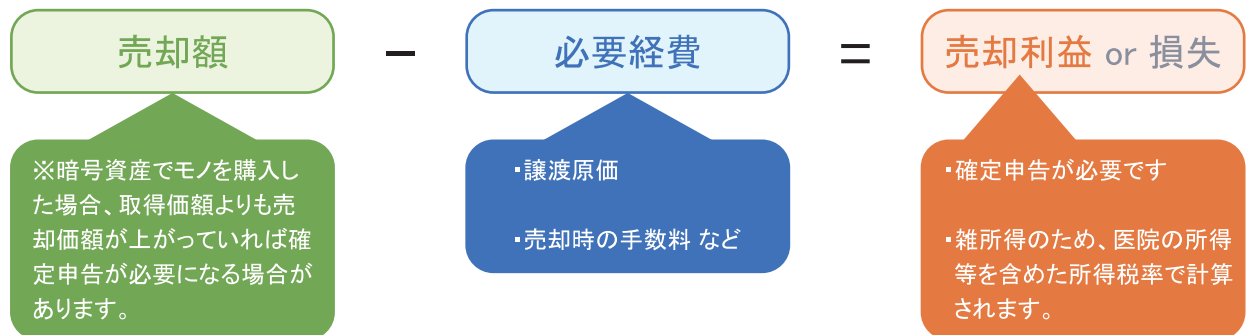 売却額
−
必要経費
=
売却利益 or 損失
※暗号資産でモノを購入し
た場合、取得価額よりも売
却価額が上がっていれば確
定申告が必要になる場合が
あります。
・譲渡原価
・売却時の手数料 など
・確定申告が必要です
・雑所得のため、医院の所得
等を含めた所得税率で計算
されます。